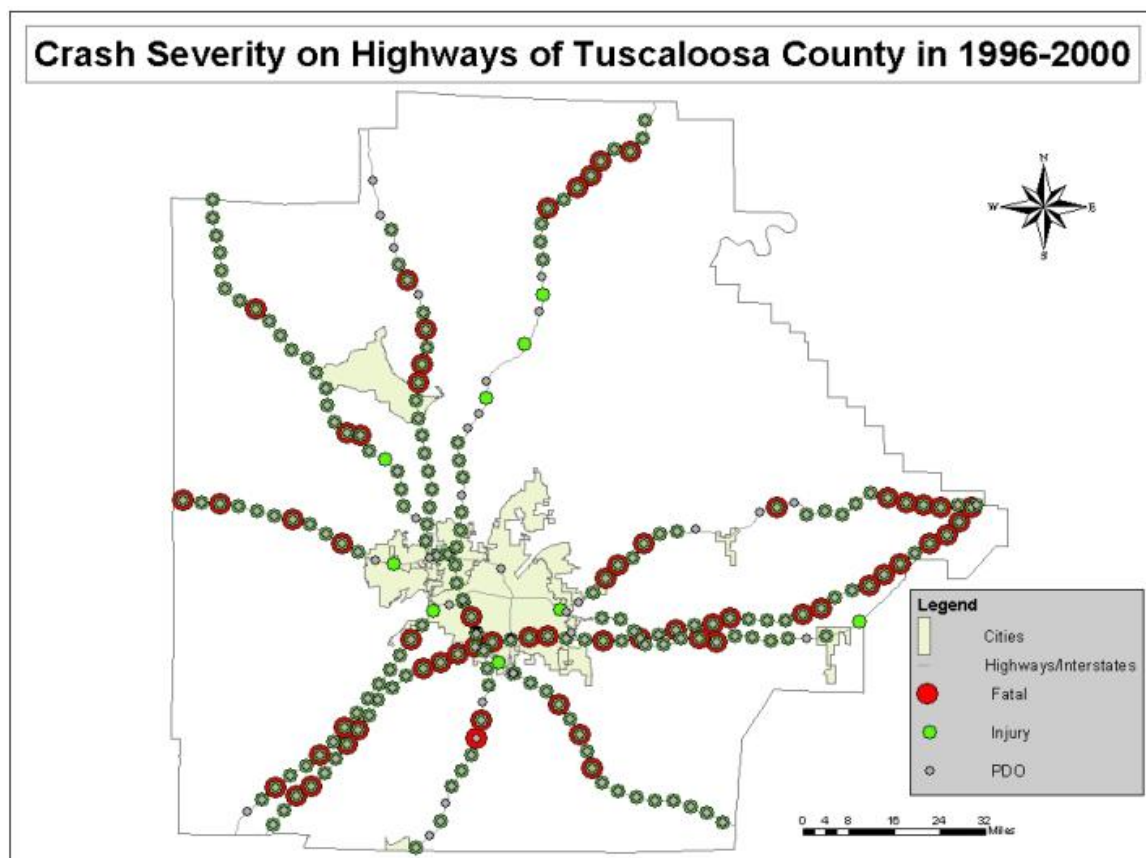 Crash Severity on Highways of Tuscaloosa County in 1996-2000
N
W
E
S
Legend
Cities
Highways/Interstates
Fatal
Injury
PDO
0 4 8 16 24 32
Miles